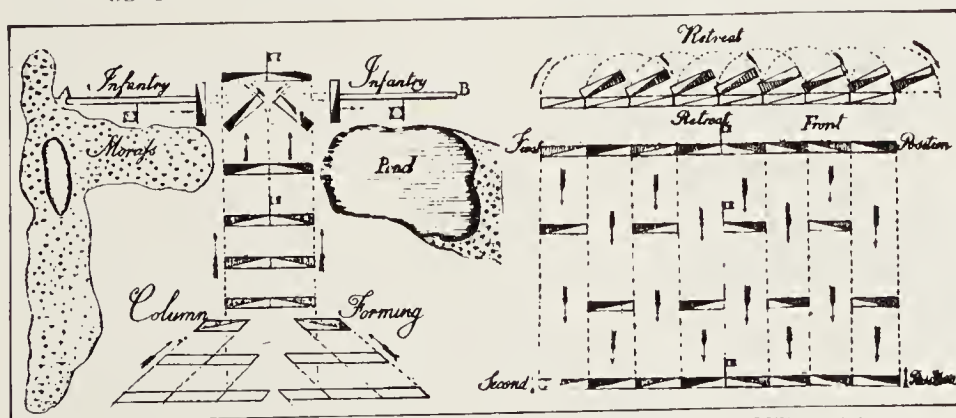 Retreat
Infantry
Infantry
B
Morass
Pond
Retreat
Front
First
Position
Column
Forming
Second
Position